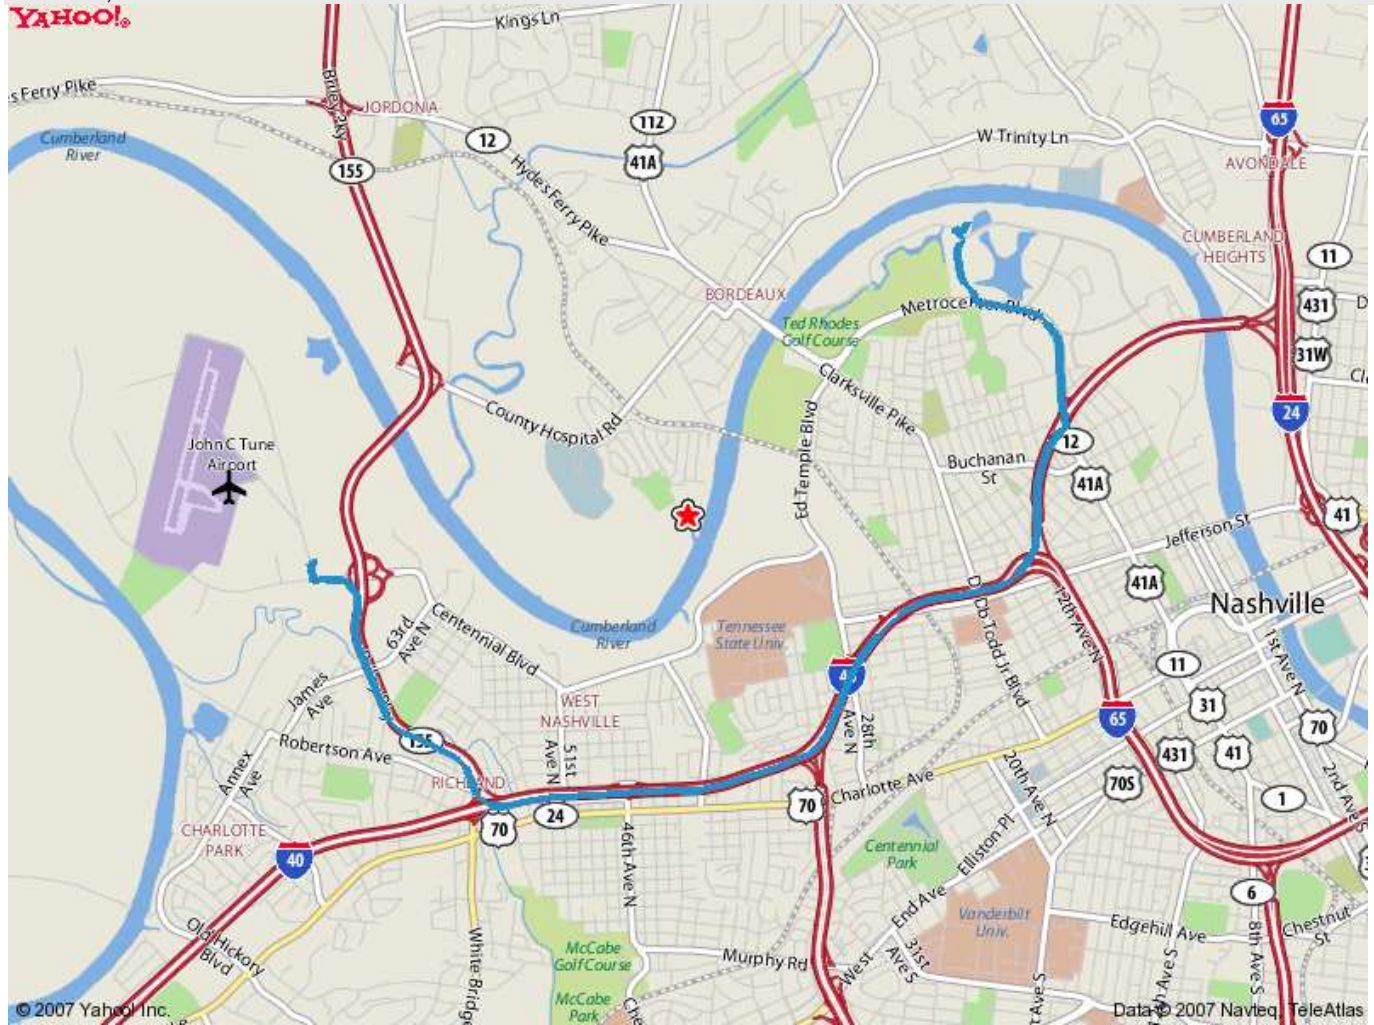 YAHOO!®
Kings Ln
s Ferry Pike
JORDONIA
112
65
Cumberland
River
12
41A
W Trinity Ln
AVONDALE
155
Hyde's Ferry Pike
CUMBERLAND
HEIGHTS
11
BORDEAUX
Metrocenter Blvd
431
D
Ted Rhodes
Golf Course
31W
Clarksville Pike
24
County Hospital Rd
John C Tune
Airport
12
Ed Temple Blvd
Buchanan
St
41A
41
Jefferson St
41A
Nashville
63rd
Ave N
Centennial Blvd
Cumberland
River
Tennessee
State Univ.
12th Ave N
1st Ave N
11
James
Ave
WEST
NASHVILLE
28th
Ave N
65
31
70
155
Robertson Ave
51st
Ave N
431
41
Annex
Ave
RICHLAND
Charlotte Ave
20th Ave N
70S
2nd Ave S
70
24
70
1
CHARLOTTE
PARK
40
46th Ave N
Centennial
Park
Elliston Pl
6
West End Ave
Vanderbilt
Univ.
Edgehill Ave
Chestnut
St
Old Hickory
Blvd
McCabe
Golf Course
Murphy Rd
31st
Ave S
8th Ave S
McCabe
Park
© 2007 Yahoo! Inc.
Data © 2007 Navteq, TeleAtlas